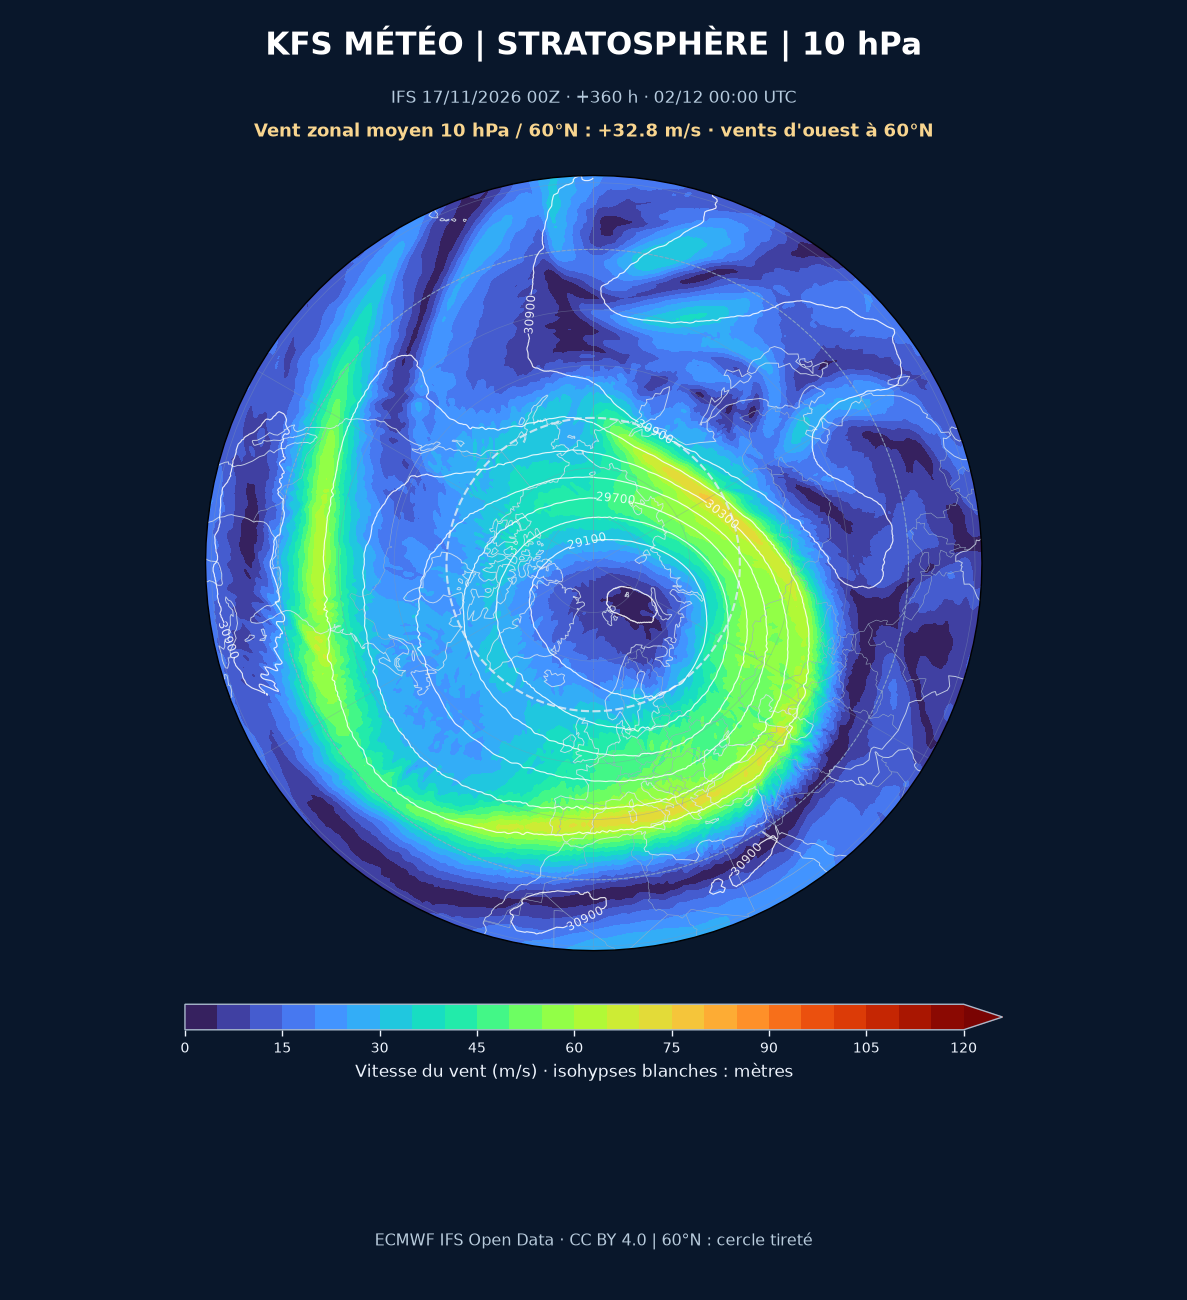 KFS MÉTÉO | STRATOSPHÈRE | 10 hPa
IFS 17/11/2026 00Z · +360 h · 02/12 00:00 UTC
Vent zonal moyen 10 hPa / 60°N : +32.8 m/s · vents d'ouest à 60°N
30900
30900
29700
30300
29100
30900
30900
30900
0 15 30 45 60 75 90 105 120
Vitesse du vent (m/s) · isohypses blanches : mètres
ECMWF IFS Open Data · CC BY 4.0 | 60°N : cercle tireté